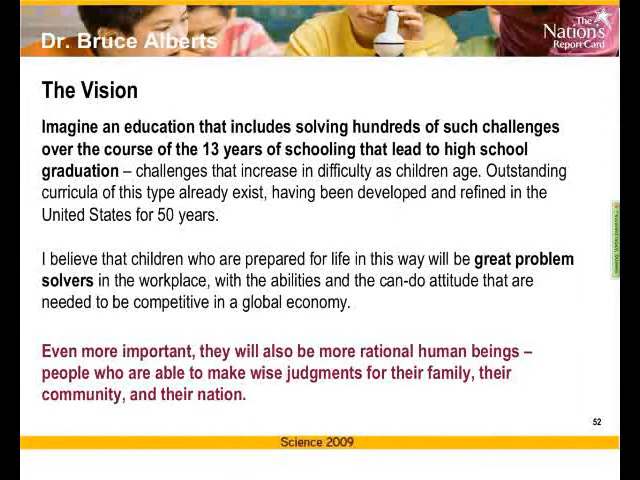 Dr. Bruce Alberts
The Nation's
Report Card
The Vision
Imagine an education that includes solving hundreds of such challenges
over the course of the 13 years of schooling that lead to high school
graduation – challenges that increase in difficulty as children age. Outstanding
curricula of this type already exist, having been developed and refined in the
United States for 50 years.
I believe that children who are prepared for life in this way will be great problem
solvers in the workplace, with the abilities and the can-do attitude that are
needed to be competitive in a global economy.
Even more important, they will also be more rational human beings –
people who are able to make wise judgments for their family, their
community, and their nation.
52
Science 2009